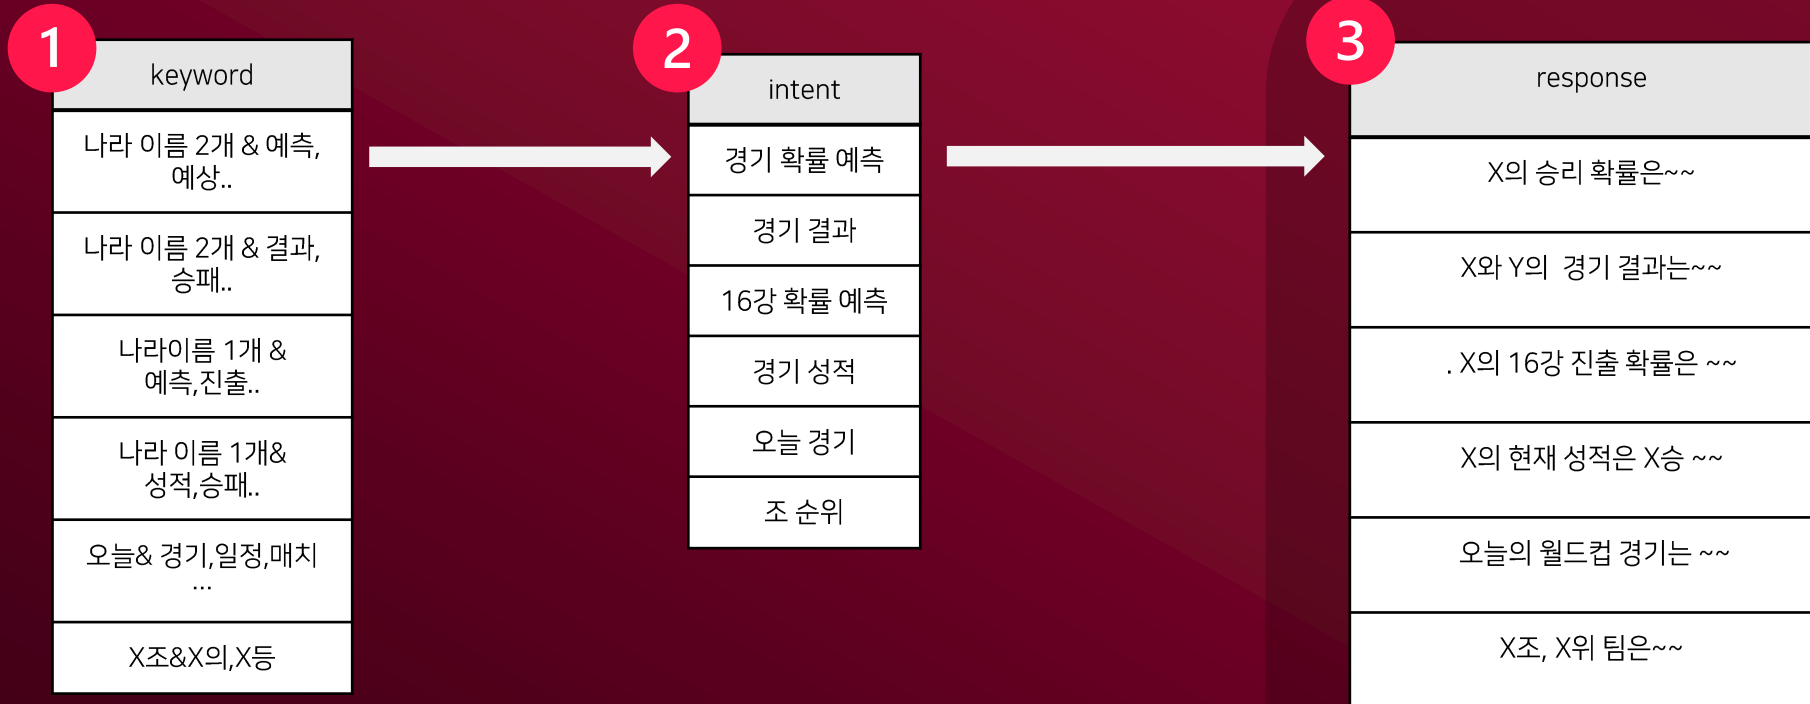 1
keyword
나라 이름 2개 & 예측,
예상..
나라 이름 2개 & 결과,
승패..
나라이름 1개 &
예측,진출..
나라 이름 1개&
성적,승패..
오늘& 경기,일정,매치
...
X조&X의,X등
2
intent
경기 확률 예측
경기 결과
16강 확률 예측
경기 성적
오늘 경기
조 순위
3
response
X의 승리 확률은~~
X와 Y의  경기 결과는~~
. X의 16강 진출 확률은 ~~
X의 현재 성적은 X승 ~~
오늘의 월드컵 경기는 ~~
X조, X위 팀은~~